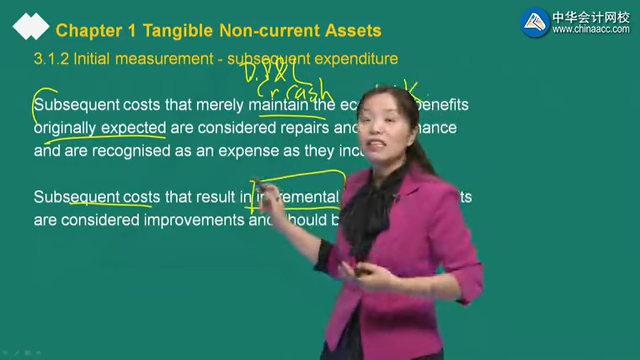 中华会计网校
www.chinaacc.com
Chapter 1 Tangible Non-current Assets
3.1.2 Initial measurement - subsequent expenditure
D. P&L
Cr cash
Subsequent costs that merely maintain the benefits
originally expected are considered repairs and
and are recognised as an expense as they
Subsequent costs that result in incremental
are considered improvements and should